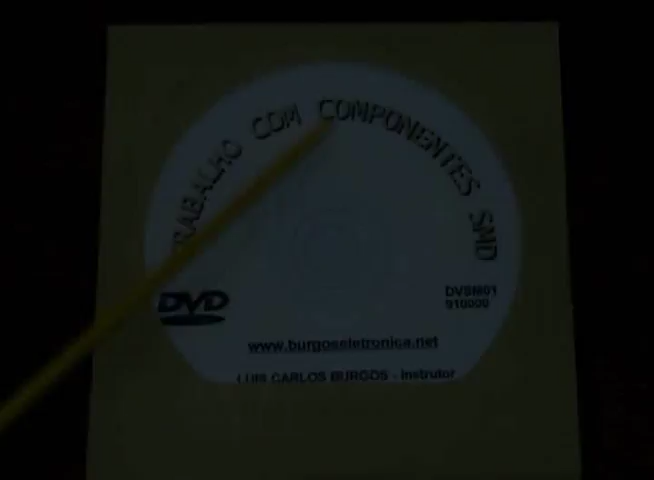 TRABALHO COM COMPONENTES SMD
DVD
DVSM01
910000
www.burgoseletronica.net
LUIS CARLOS BURGOS - instrutor